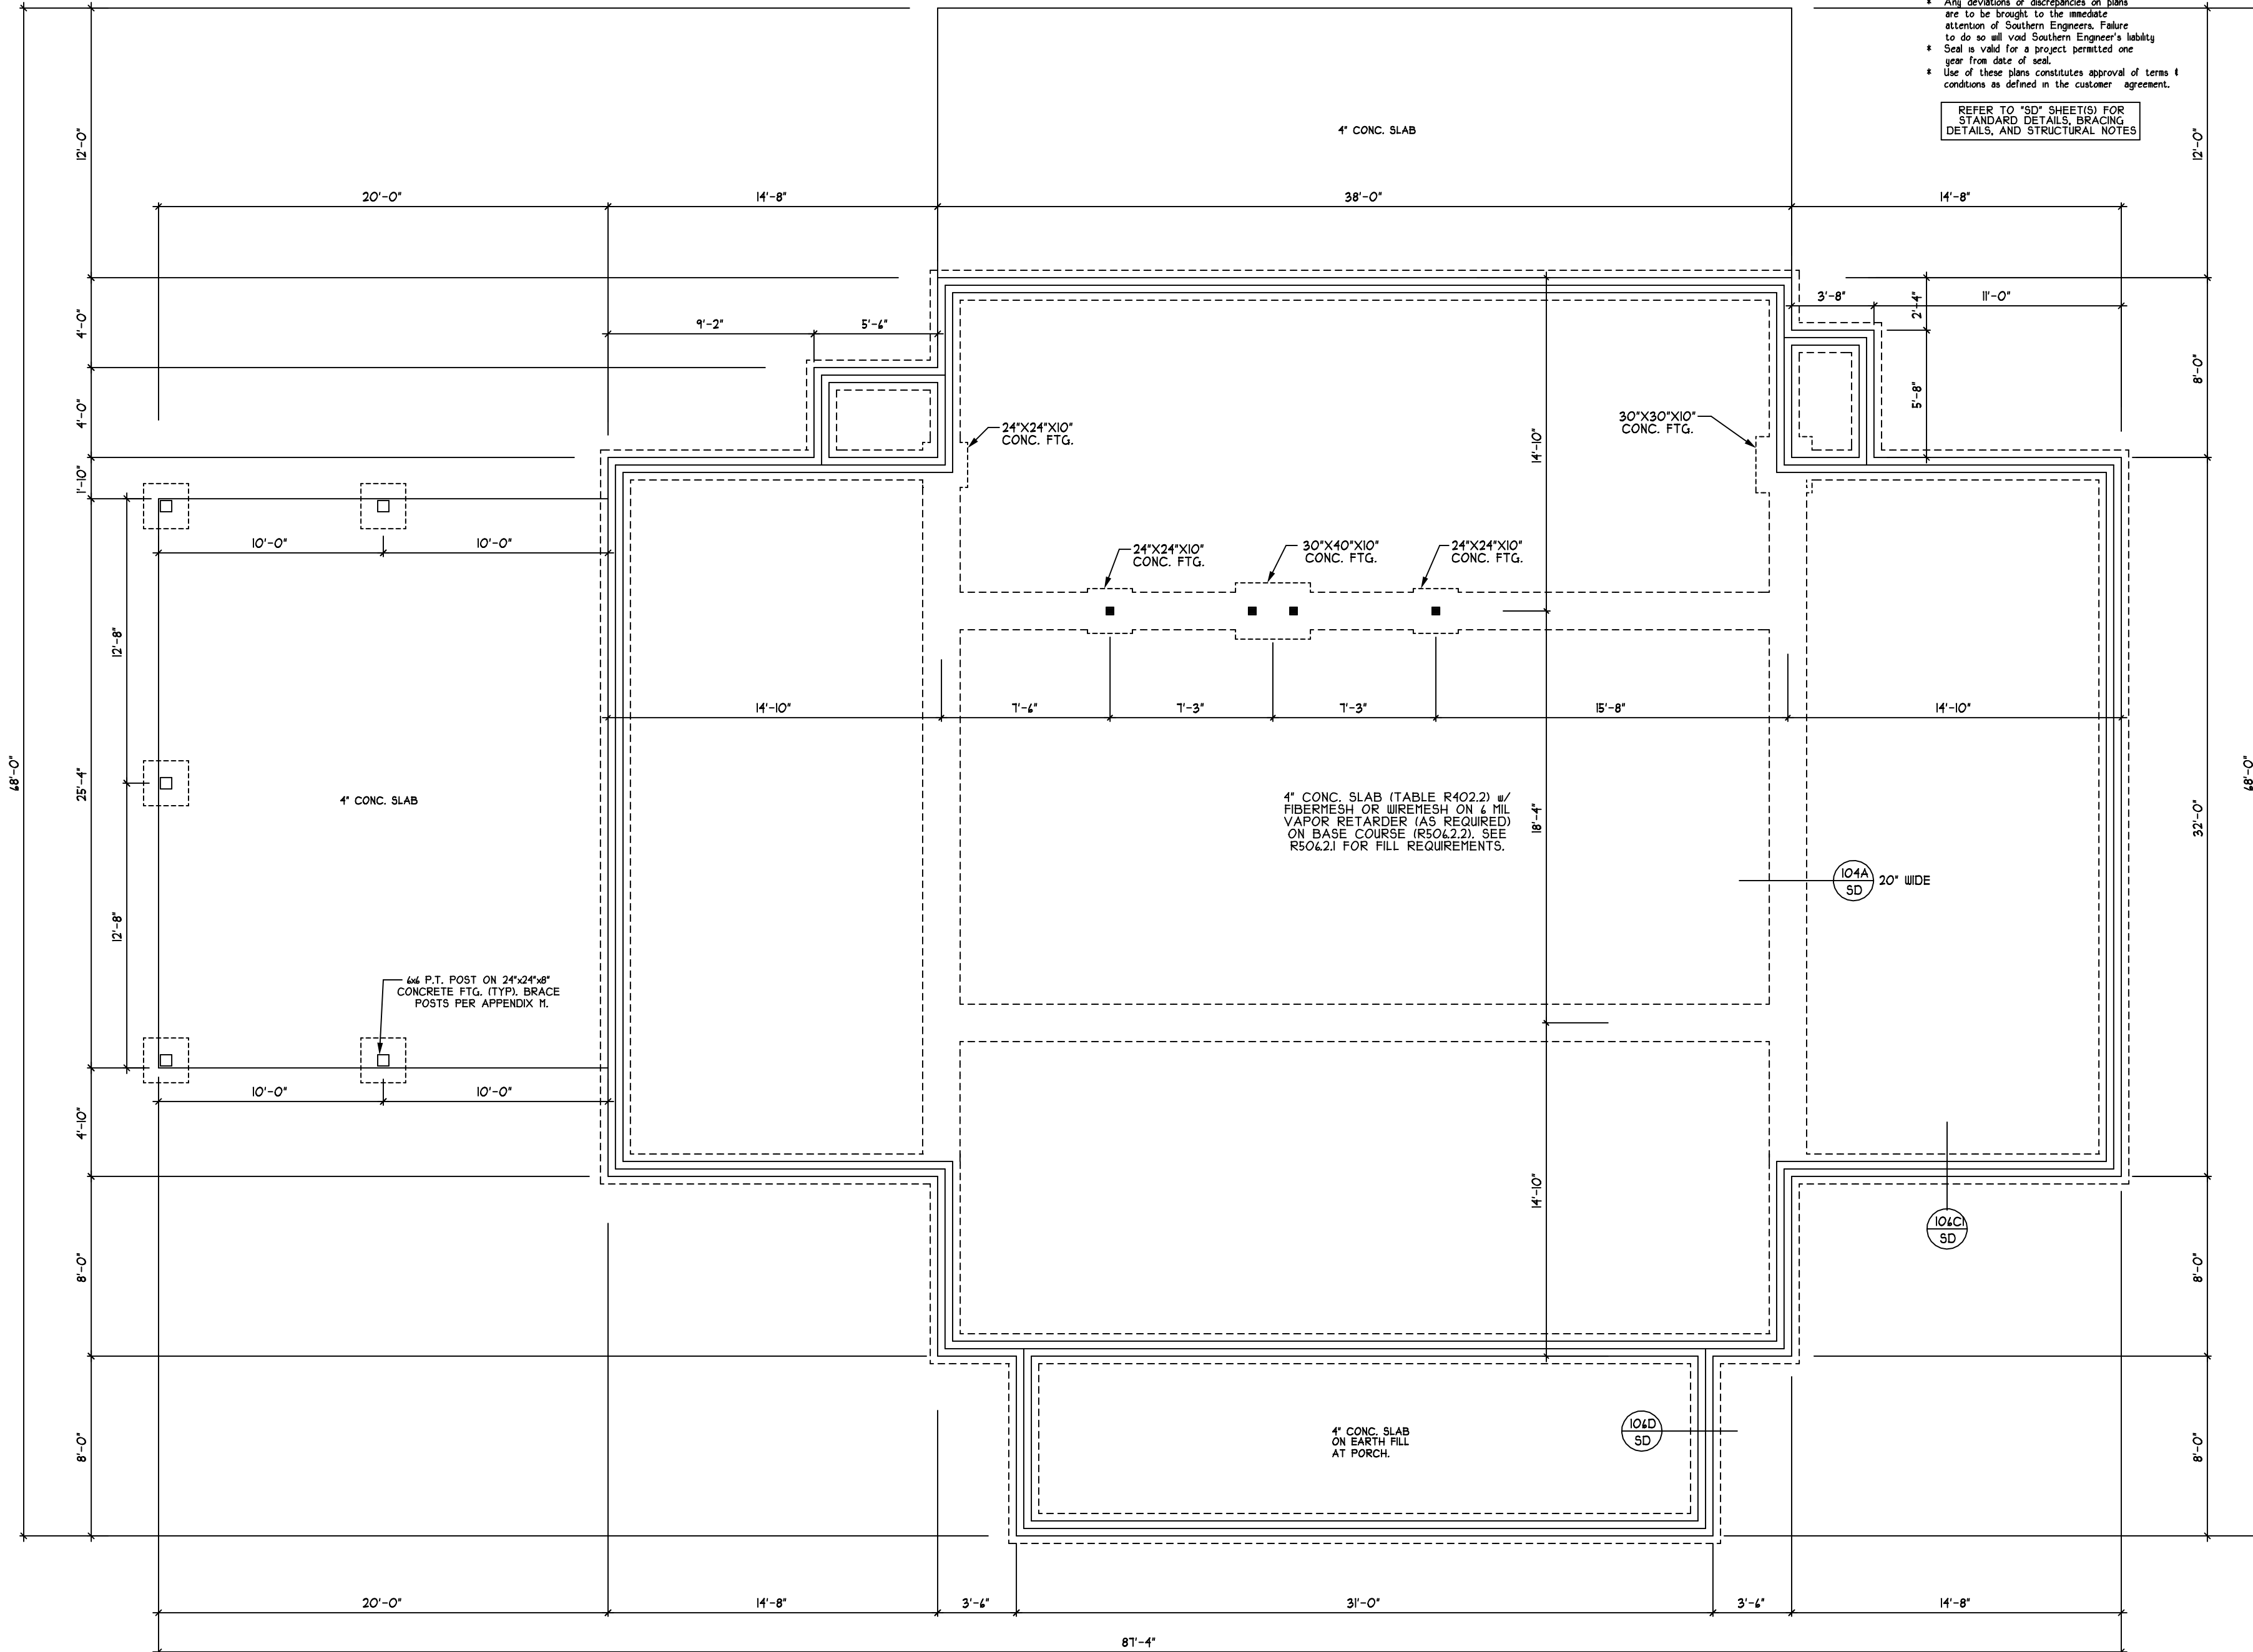 * Any deviations or discrepancies on plans
are to be brought to the immediate
attention of Southern Engineers. Failure
to do so will void Southern Engineer's liability
* Seal is valid for a project permitted one
year from date of seal.
* Use of these plans constitutes approval of terms &
conditions as defined in the customer agreement.
REFER TO "SD" SHEET(S) FOR
STANDARD DETAILS, BRACING
DETAILS, AND STRUCTURAL NOTES
4" CONC. SLAB
12'-0"
12'-0"
20'-0"
14'-8"
38'-0"
14'-8"
4'-0"
9'-2"
5'-6"
3'-8"
11'-0"
2'-4"
8'-0"
5'-8"
4'-0"
1'-10"
24"X24"X10"
CONC. FTG.
30"X30"X10"
CONC. FTG.
14'-10"
10'-0"
10'-0"
24"X24"X10"
CONC. FTG.
30"X40"X10"
CONC. FTG.
24"X24"X10"
CONC. FTG.
12'-8"
14'-10"
7'-6"
7'-3"
7'-3"
15'-8"
14'-10"
68'-0"
25'-4"
4" CONC. SLAB
4" CONC. SLAB (TABLE R402.2) w/
FIBERMESH OR WIREMESH ON 6 MIL
VAPOR RETARDER (AS REQUIRED)
ON BASE COURSE (R506.2.2). SEE
R506.2.1 FOR FILL REQUIREMENTS.
18'-4"
32'-0"
68'-0"
104A
SD
20" WIDE
12'-8"
6x6 P.T. POST ON 24"x24"x8"
CONCRETE FTG. (TYP). BRACE
POSTS PER APPENDIX M.
10'-0"
10'-0"
4'-10"
14'-10"
106C1
SD
8'-0"
8'-0"
4" CONC. SLAB
ON EARTH FILL
AT PORCH.
106D
SD
8'-0"
8'-0"
20'-0"
14'-8"
3'-6"
31'-0"
3'-6"
14'-8"
87'-4"